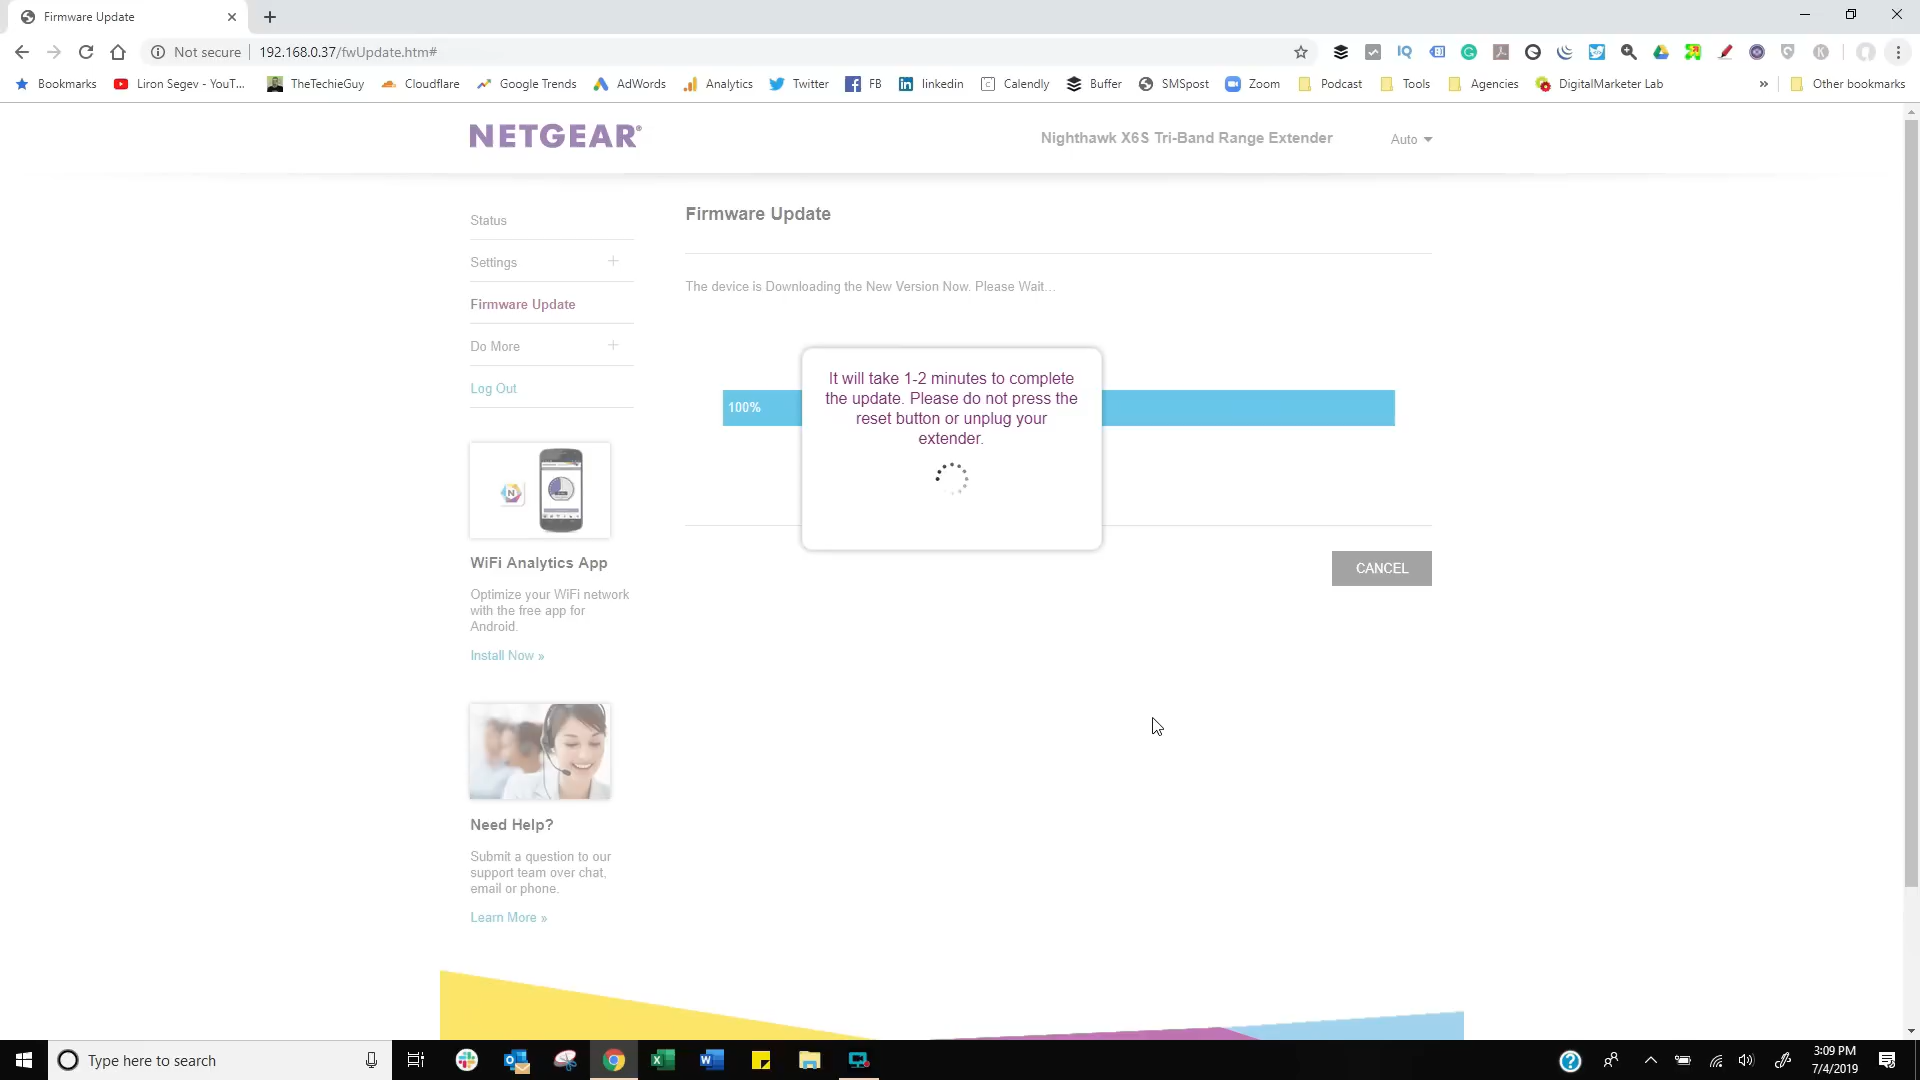 Firmware Update
Not secure
192.168.0.37/fwUpdate.htm#
Bookmarks
Liron Segev - YouT...
TheTechieGuy
Cloudflare
Google Trends
AdWords
Analytics
Twitter
FB
linkedin
Calendly
Buffer
SMSpost
Zoom
Podcast
Tools
Agencies
DigitalMarketer Lab
»
Other bookmarks
NETGEAR®
Nighthawk X6S Tri-Band Range Extender
Auto
Status
Settings
Firmware Update
Do More
Log Out
Firmware Update
The device is Downloading the New Version Now. Please Wait...
100%
It will take 1-2 minutes to complete
the update. Please do not press the
reset button or unplug your
extender.
CANCEL
WiFi Analytics App
Optimize your WiFi network
with the free app for
Android.
Install Now »
Need Help?
Submit a question to our
support team over chat,
email or phone.
Learn More »
Type here to search
3:09 PM
7/4/2019